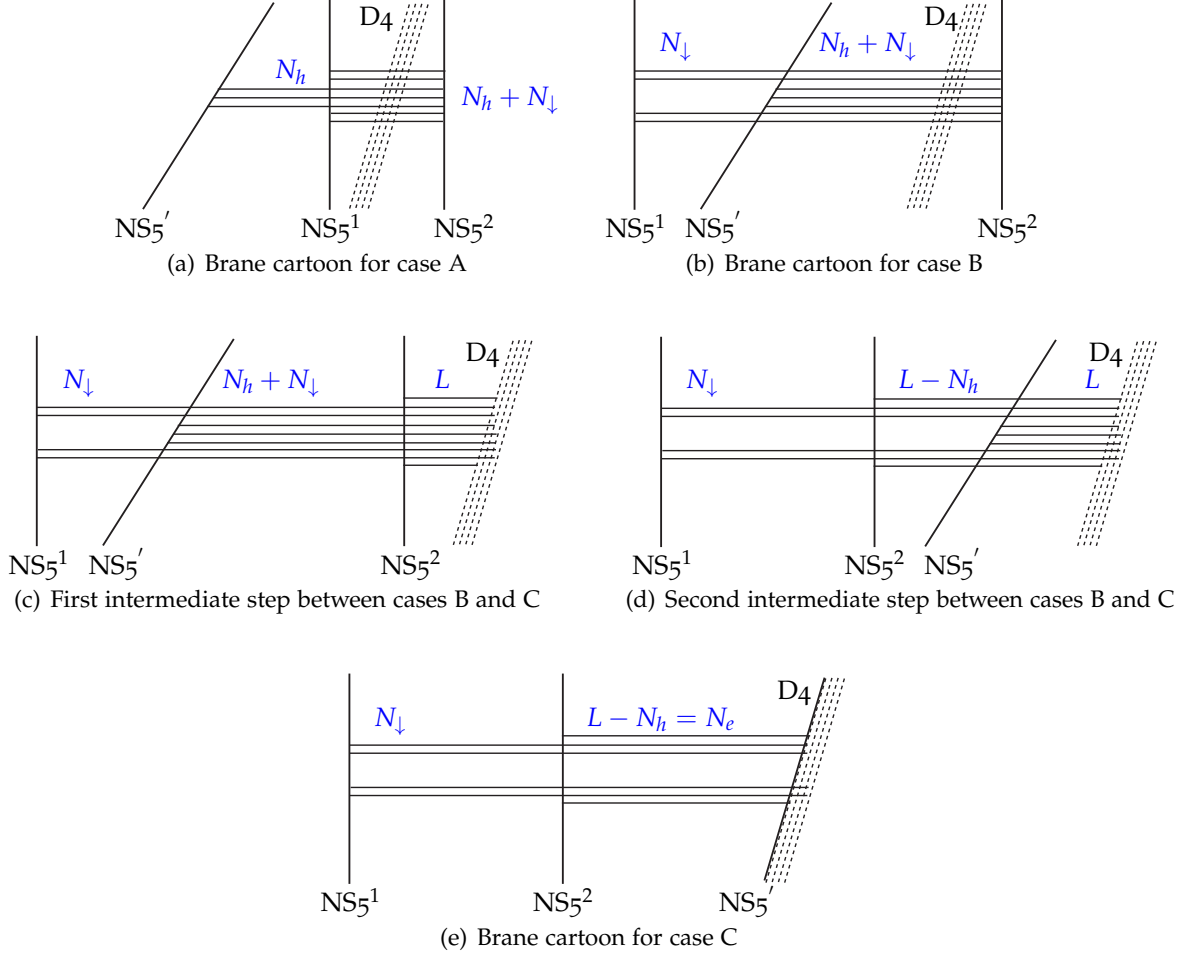 D4
N_h
N_h + N_↓
NS5′ NS5¹ NS5²
(a) Brane cartoon for case A
N_↓ N_h + N_↓ D4
NS5¹ NS5′ NS5²
(b) Brane cartoon for case B
N_↓ N_h + N_↓ L D4
NS5¹ NS5′ NS5²
(c) First intermediate step between cases B and C
N_↓ L − N_h L D4
NS5¹ NS5² NS5′
(d) Second intermediate step between cases B and C
N_↓ L − N_h = N_e D4
NS5¹ NS5² NS5′
(e) Brane cartoon for case C